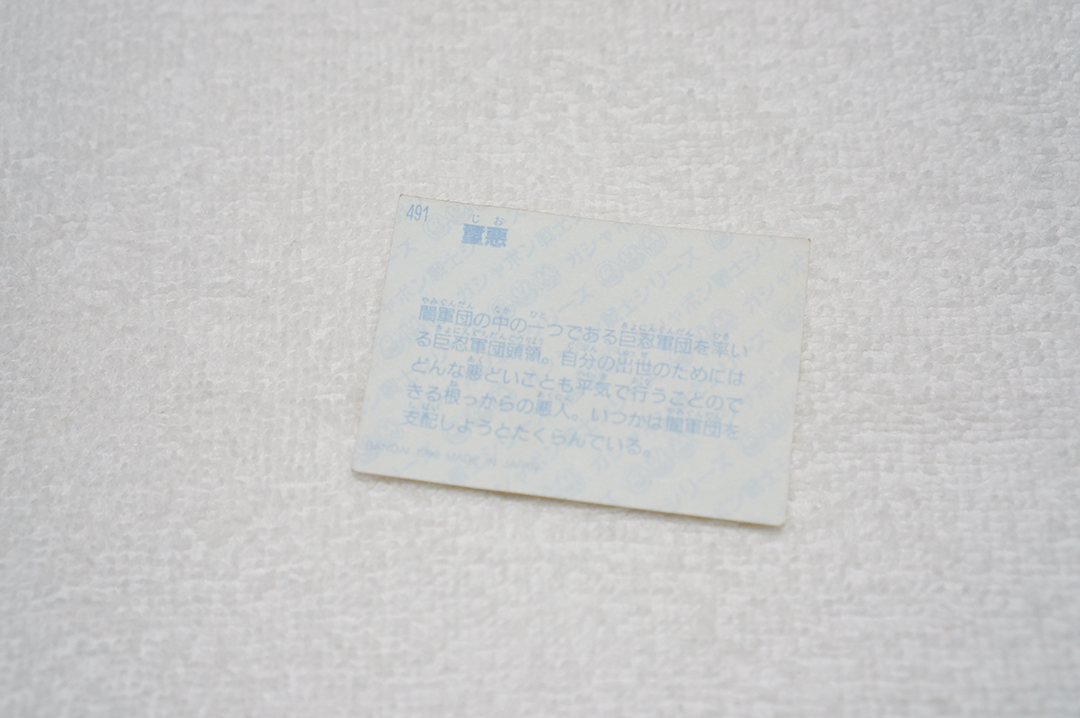 491
じお
悪
闇軍団の中の一つである巨忍軍団を率い
る巨忍軍団頭領。自分の出世のためには
どんな悪どいことも平気で行うことので
きる根っからの悪人。いつかは闇軍団を
支配しようとたくらんでいる。
BANDAI MADE IN JAPAN